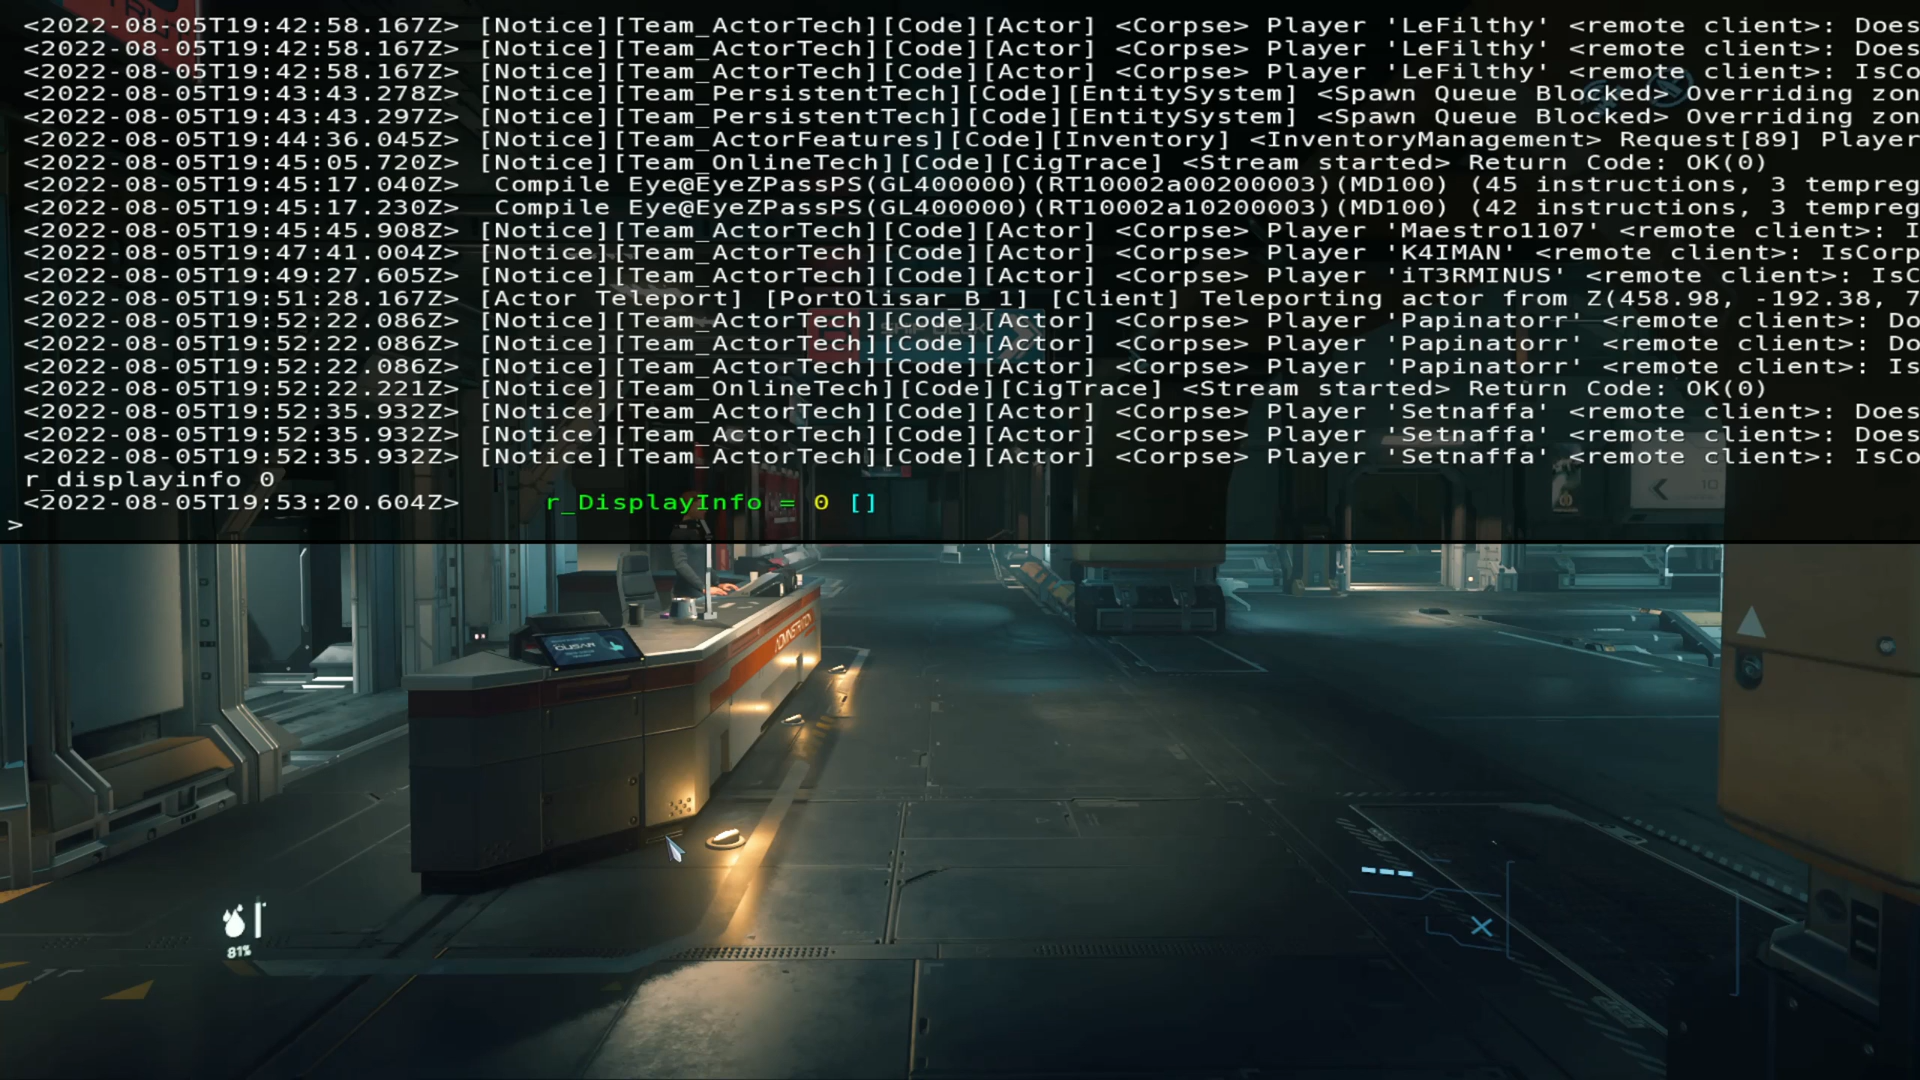 <2022-08-05T19:42:58.167Z> [Notice][Team_ActorTech][Code][Actor] <Corpse> Player 'LeFilthy' <remote client>: Does
<2022-08-05T19:42:58.167Z> [Notice][Team_ActorTech][Code][Actor] <Corpse> Player 'LeFilthy' <remote client>: Does
<2022-08-05T19:42:58.167Z> [Notice][Team_ActorTech][Code][Actor] <Corpse> Player 'LeFilthy' <remote client>: IsCo
<2022-08-05T19:43:43.278Z> [Notice][Team_PersistentTech][Code][EntitySystem] <Spawn Queue Blocked> Overriding zon
<2022-08-05T19:43:43.297Z> [Notice][Team_PersistentTech][Code][EntitySystem] <Spawn Queue Blocked> Overriding zon
<2022-08-05T19:44:36.045Z> [Notice][Team_ActorFeatures][Code][Inventory] <InventoryManagement> Request[89] Player
<2022-08-05T19:45:05.720Z> [Notice][Team_OnlineTech][Code][CigTrace] <Stream started> Return Code: OK(0)
<2022-08-05T19:45:17.040Z> Compile Eye@EyeZPassPS(GL400000)(RT10002a00200003)(MD100) (45 instructions, 3 tempreg
<2022-08-05T19:45:17.230Z> Compile Eye@EyeZPassPS(GL400000)(RT10002a10200003)(MD100) (42 instructions, 3 tempreg
<2022-08-05T19:45:45.908Z> [Notice][Team_ActorTech][Code][Actor] <Corpse> Player 'Maestro1107' <remote client>: I
<2022-08-05T19:47:41.004Z> [Notice][Team_ActorTech][Code][Actor] <Corpse> Player 'K4IMAN' <remote client>: IsCorp
<2022-08-05T19:49:27.605Z> [Notice][Team_ActorTech][Code][Actor] <Corpse> Player 'iT3RMINUS' <remote client>: IsC
<2022-08-05T19:51:28.167Z> [Actor Teleport] [PortOlisar_B_1] [Client] Teleporting actor from Z(458.98, -192.38, 7
<2022-08-05T19:52:22.086Z> [Notice][Team_ActorTech][Code][Actor] <Corpse> Player 'Papinatorr' <remote client>: Do
<2022-08-05T19:52:22.086Z> [Notice][Team_ActorTech][Code][Actor] <Corpse> Player 'Papinatorr' <remote client>: Do
<2022-08-05T19:52:22.086Z> [Notice][Team_ActorTech][Code][Actor] <Corpse> Player 'Papinatorr' <remote client>: Is
<2022-08-05T19:52:22.221Z> [Notice][Team_OnlineTech][Code][CigTrace] <Stream started> Return Code: OK(0)
<2022-08-05T19:52:35.932Z> [Notice][Team_ActorTech][Code][Actor] <Corpse> Player 'Setnaffa' <remote client>: Does
<2022-08-05T19:52:35.932Z> [Notice][Team_ActorTech][Code][Actor] <Corpse> Player 'Setnaffa' <remote client>: Does
<2022-08-05T19:52:35.932Z> [Notice][Team_ActorTech][Code][Actor] <Corpse> Player 'Setnaffa' <remote client>: IsCo
r_displayinfo 0
<2022-08-05T19:53:20.604Z> r_DisplayInfo = 0 []
>
ADMINISTRATION
OLISAR
81%